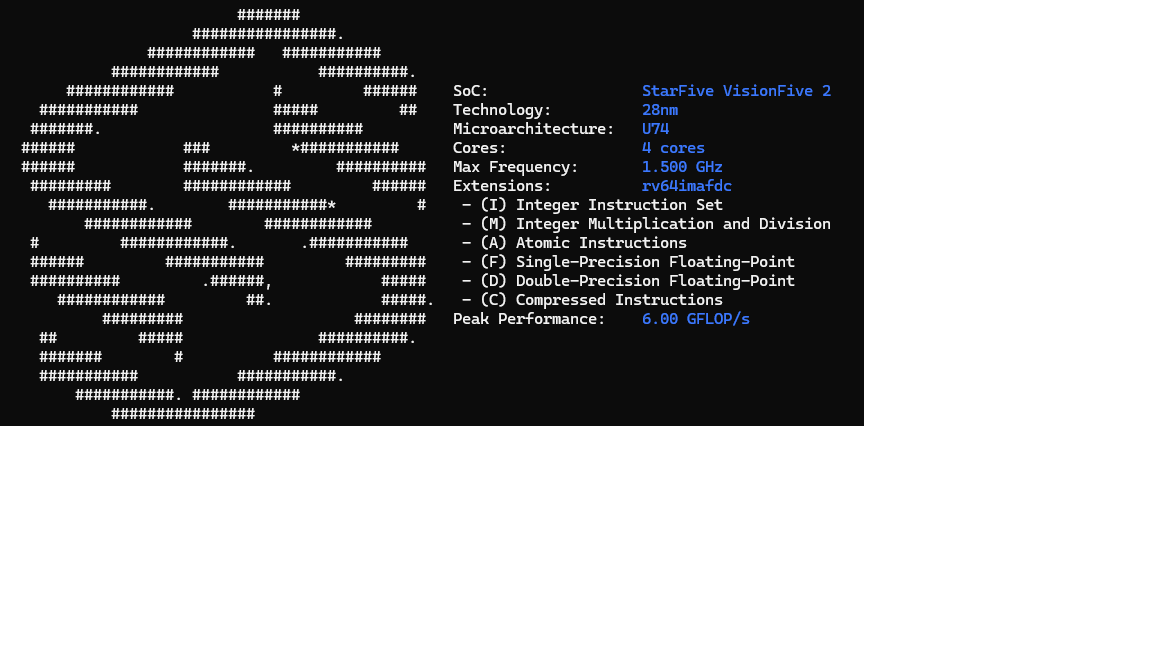 SoC: StarFive VisionFive 2
Technology: 28nm
Microarchitecture: U74
Cores: 4 cores
Max Frequency: 1.500 GHz
Extensions: rv64imafdc
- (I) Integer Instruction Set
- (M) Integer Multiplication and Division
- (A) Atomic Instructions
- (F) Single-Precision Floating-Point
- (D) Double-Precision Floating-Point
- (C) Compressed Instructions
Peak Performance: 6.00 GFLOP/s